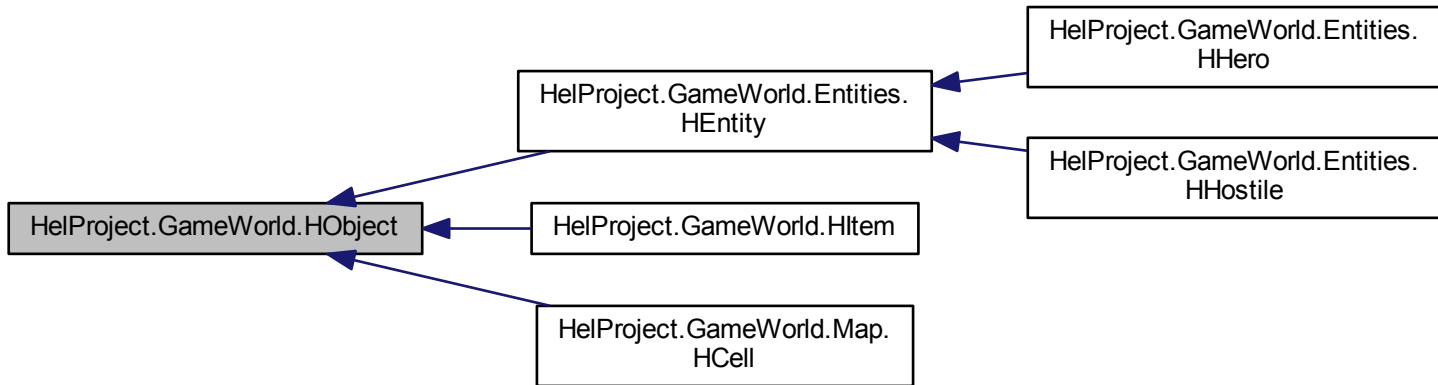 HelProject.GameWorld.Entities.
HHero
HelProject.GameWorld.Entities.
HEntity
HelProject.GameWorld.Entities.
HHostile
HelProject.GameWorld.HObject
HelProject.GameWorld.HItem
HelProject.GameWorld.Map.
HCell